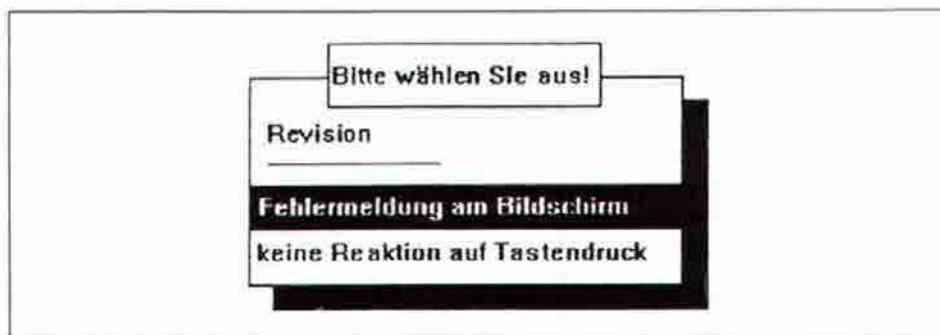 Bitte wählen Sie aus!
Revision
Fehlermeldung am Bildschirm
keine Reaktion auf Tastendruck